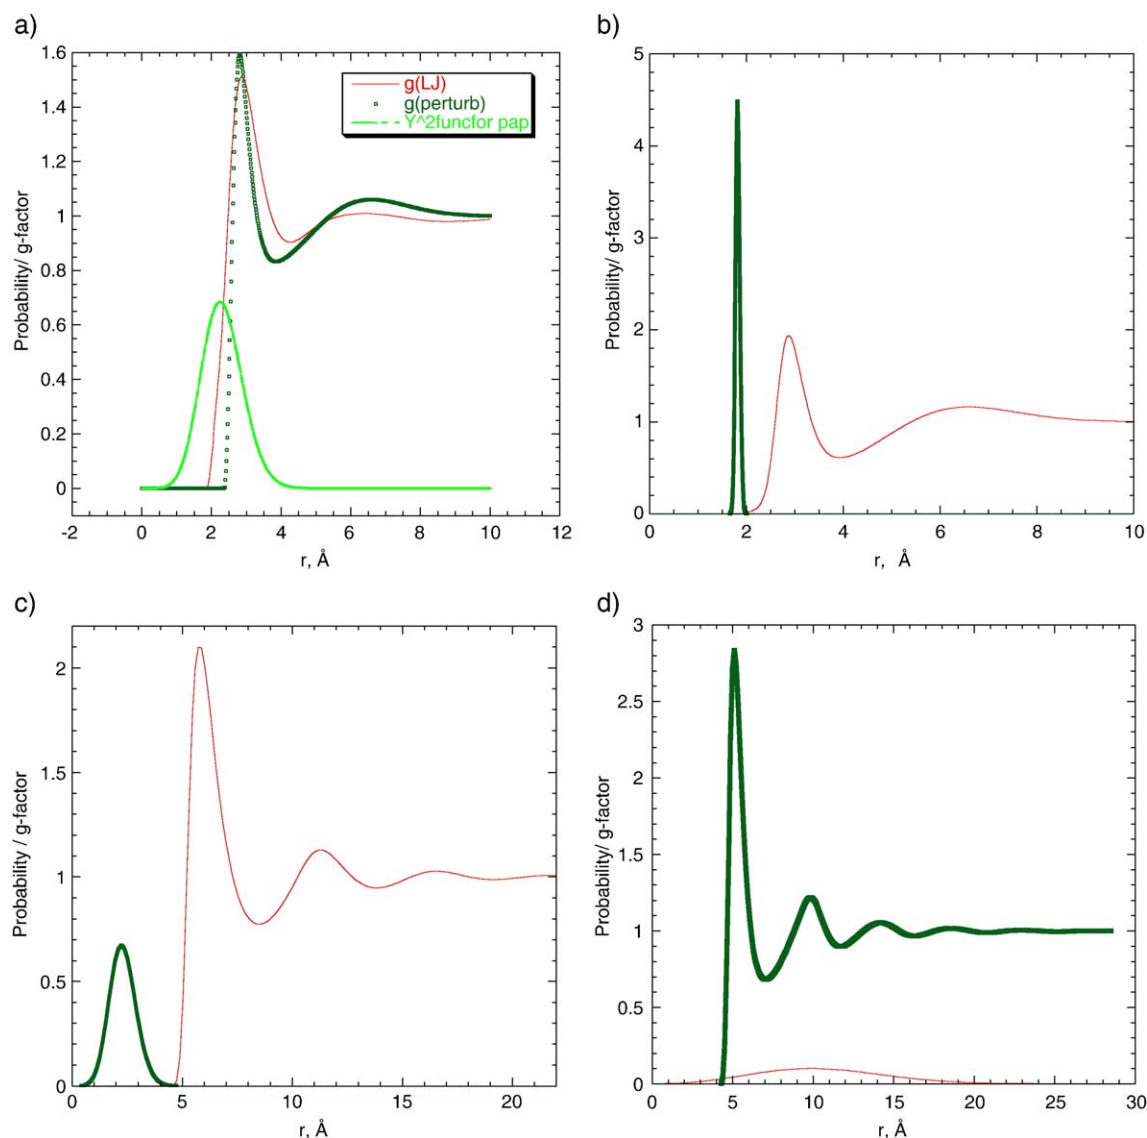 a)
1.6
1.4
1.2
1
0.8
0.6
0.4
0.2
0
Probability/ g-factor
g(LJ)
g(perturb)
Y^2funcfor pap
-2 0 2 4 6 8 10 12
r, Å
b)
5
4
3
2
1
0
Probability/ g-factor
0 2 4 6 8 10
r, Å
c)
2
1.5
1
0.5
0
Probability / g-factor
0 5 10 15 20
r, Å
d)
3
2.5
2
1.5
1
0.5
0
Probability/ g-factor
0 5 10 15 20 25 30
r, Å